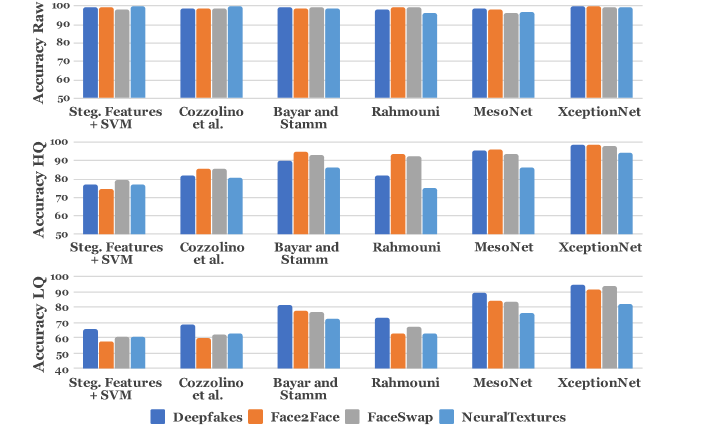 Accuracy Raw
100
90
80
70
60
50
Steg. Features + SVM
Cozzolino et al.
Bayar and Stamm
Rahmouni
MesoNet
XceptionNet
Accuracy HQ
100
90
80
70
60
50
Steg. Features + SVM
Cozzolino et al.
Bayar and Stamm
Rahmouni
MesoNet
XceptionNet
Accuracy LQ
100
90
80
70
60
50
40
Steg. Features + SVM
Cozzolino et al.
Bayar and Stamm
Rahmouni
MesoNet
XceptionNet
Deepfakes Face2Face FaceSwap NeuralTextures